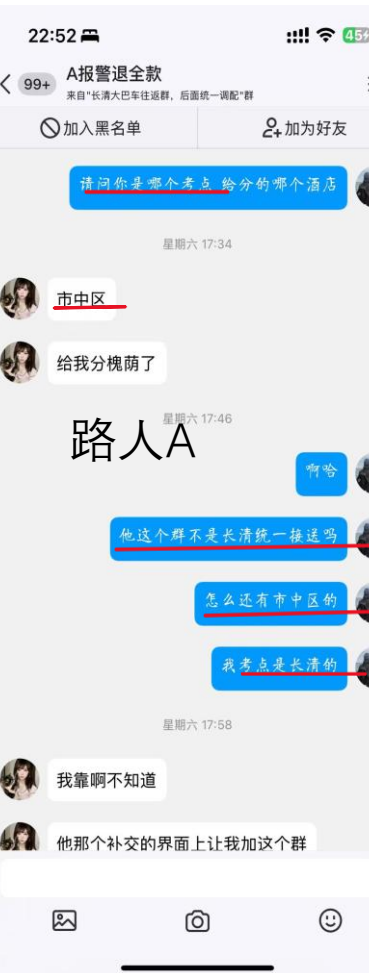 22:52
45
99+
A报警退全款
来自"长清大巴车往返群，后面统一调配"群
加入黑名单
加为好友
请问你是哪个考点 给分的哪个酒店
星期六 17:34
市中区
给我分槐荫了
星期六 17:46
路人A
啊哈
他这个群不是长清统一接送吗
怎么还有市中区的
我考点是长清的
星期六 17:58
我靠啊不知道
他那个补交的界面上让我加这个群